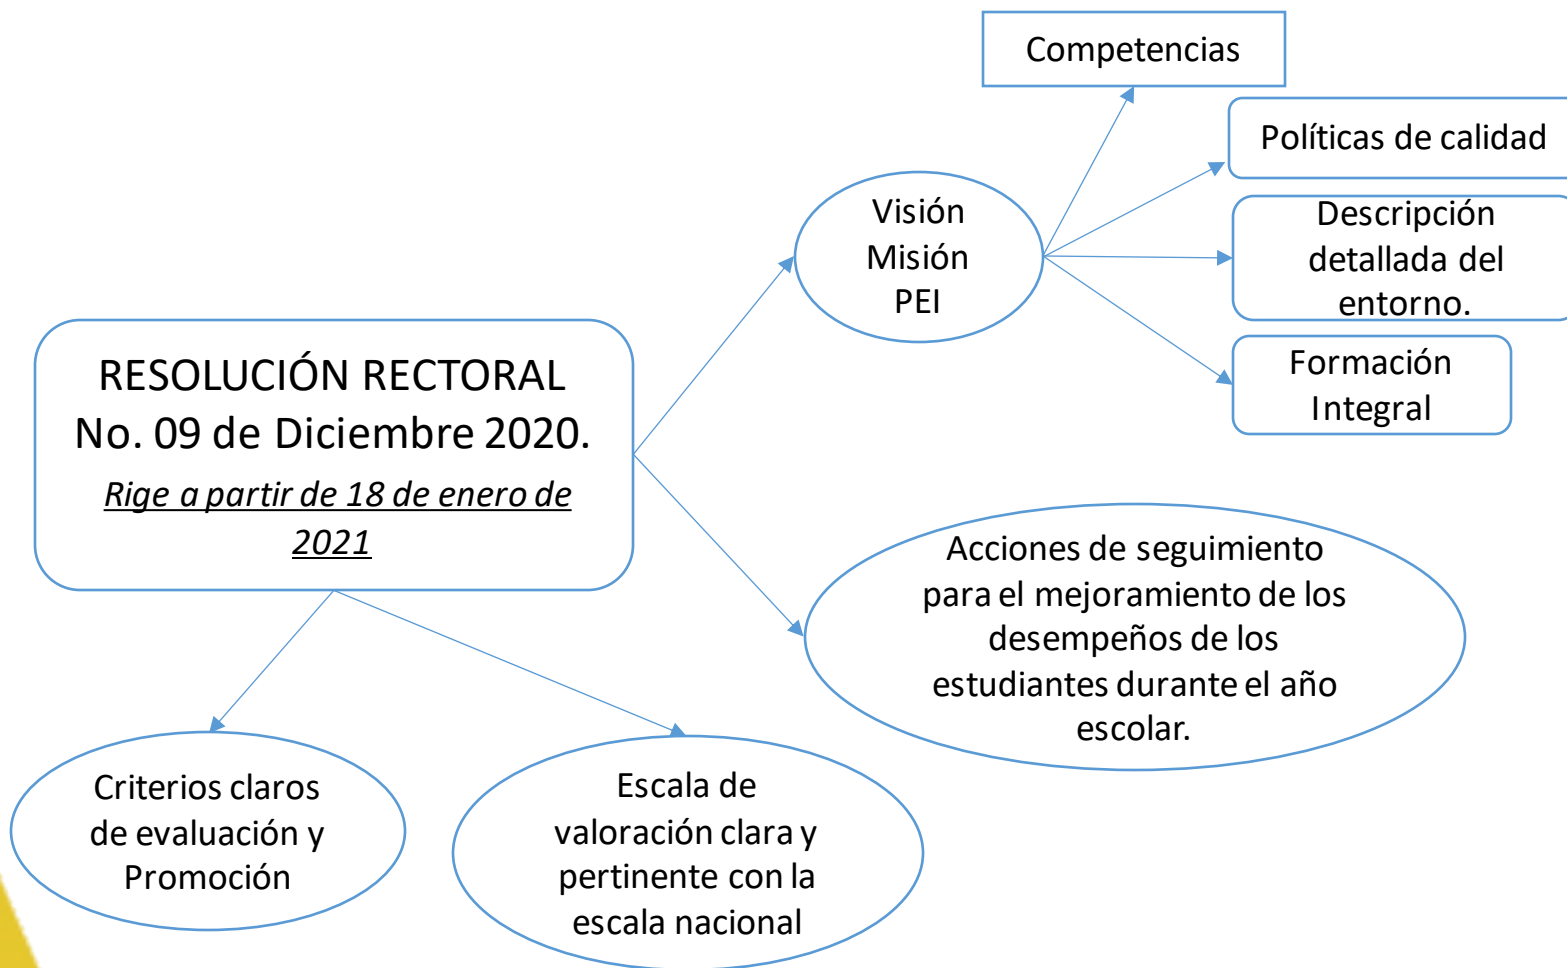 Competencias
Políticas de calidad
Visión
Misión
PEI
Descripción
detallada del
entorno.
Formación
Integral
RESOLUCIÓN RECTORAL
No. 09 de Diciembre 2020.
Rige a partir de 18 de enero de
2021
Acciones de seguimiento
para el mejoramiento de los
desempeños de los
estudiantes durante el año
escolar.
Criterios claros
de evaluación y
Promoción
Escala de
valoración clara y
pertinente con la
escala nacional